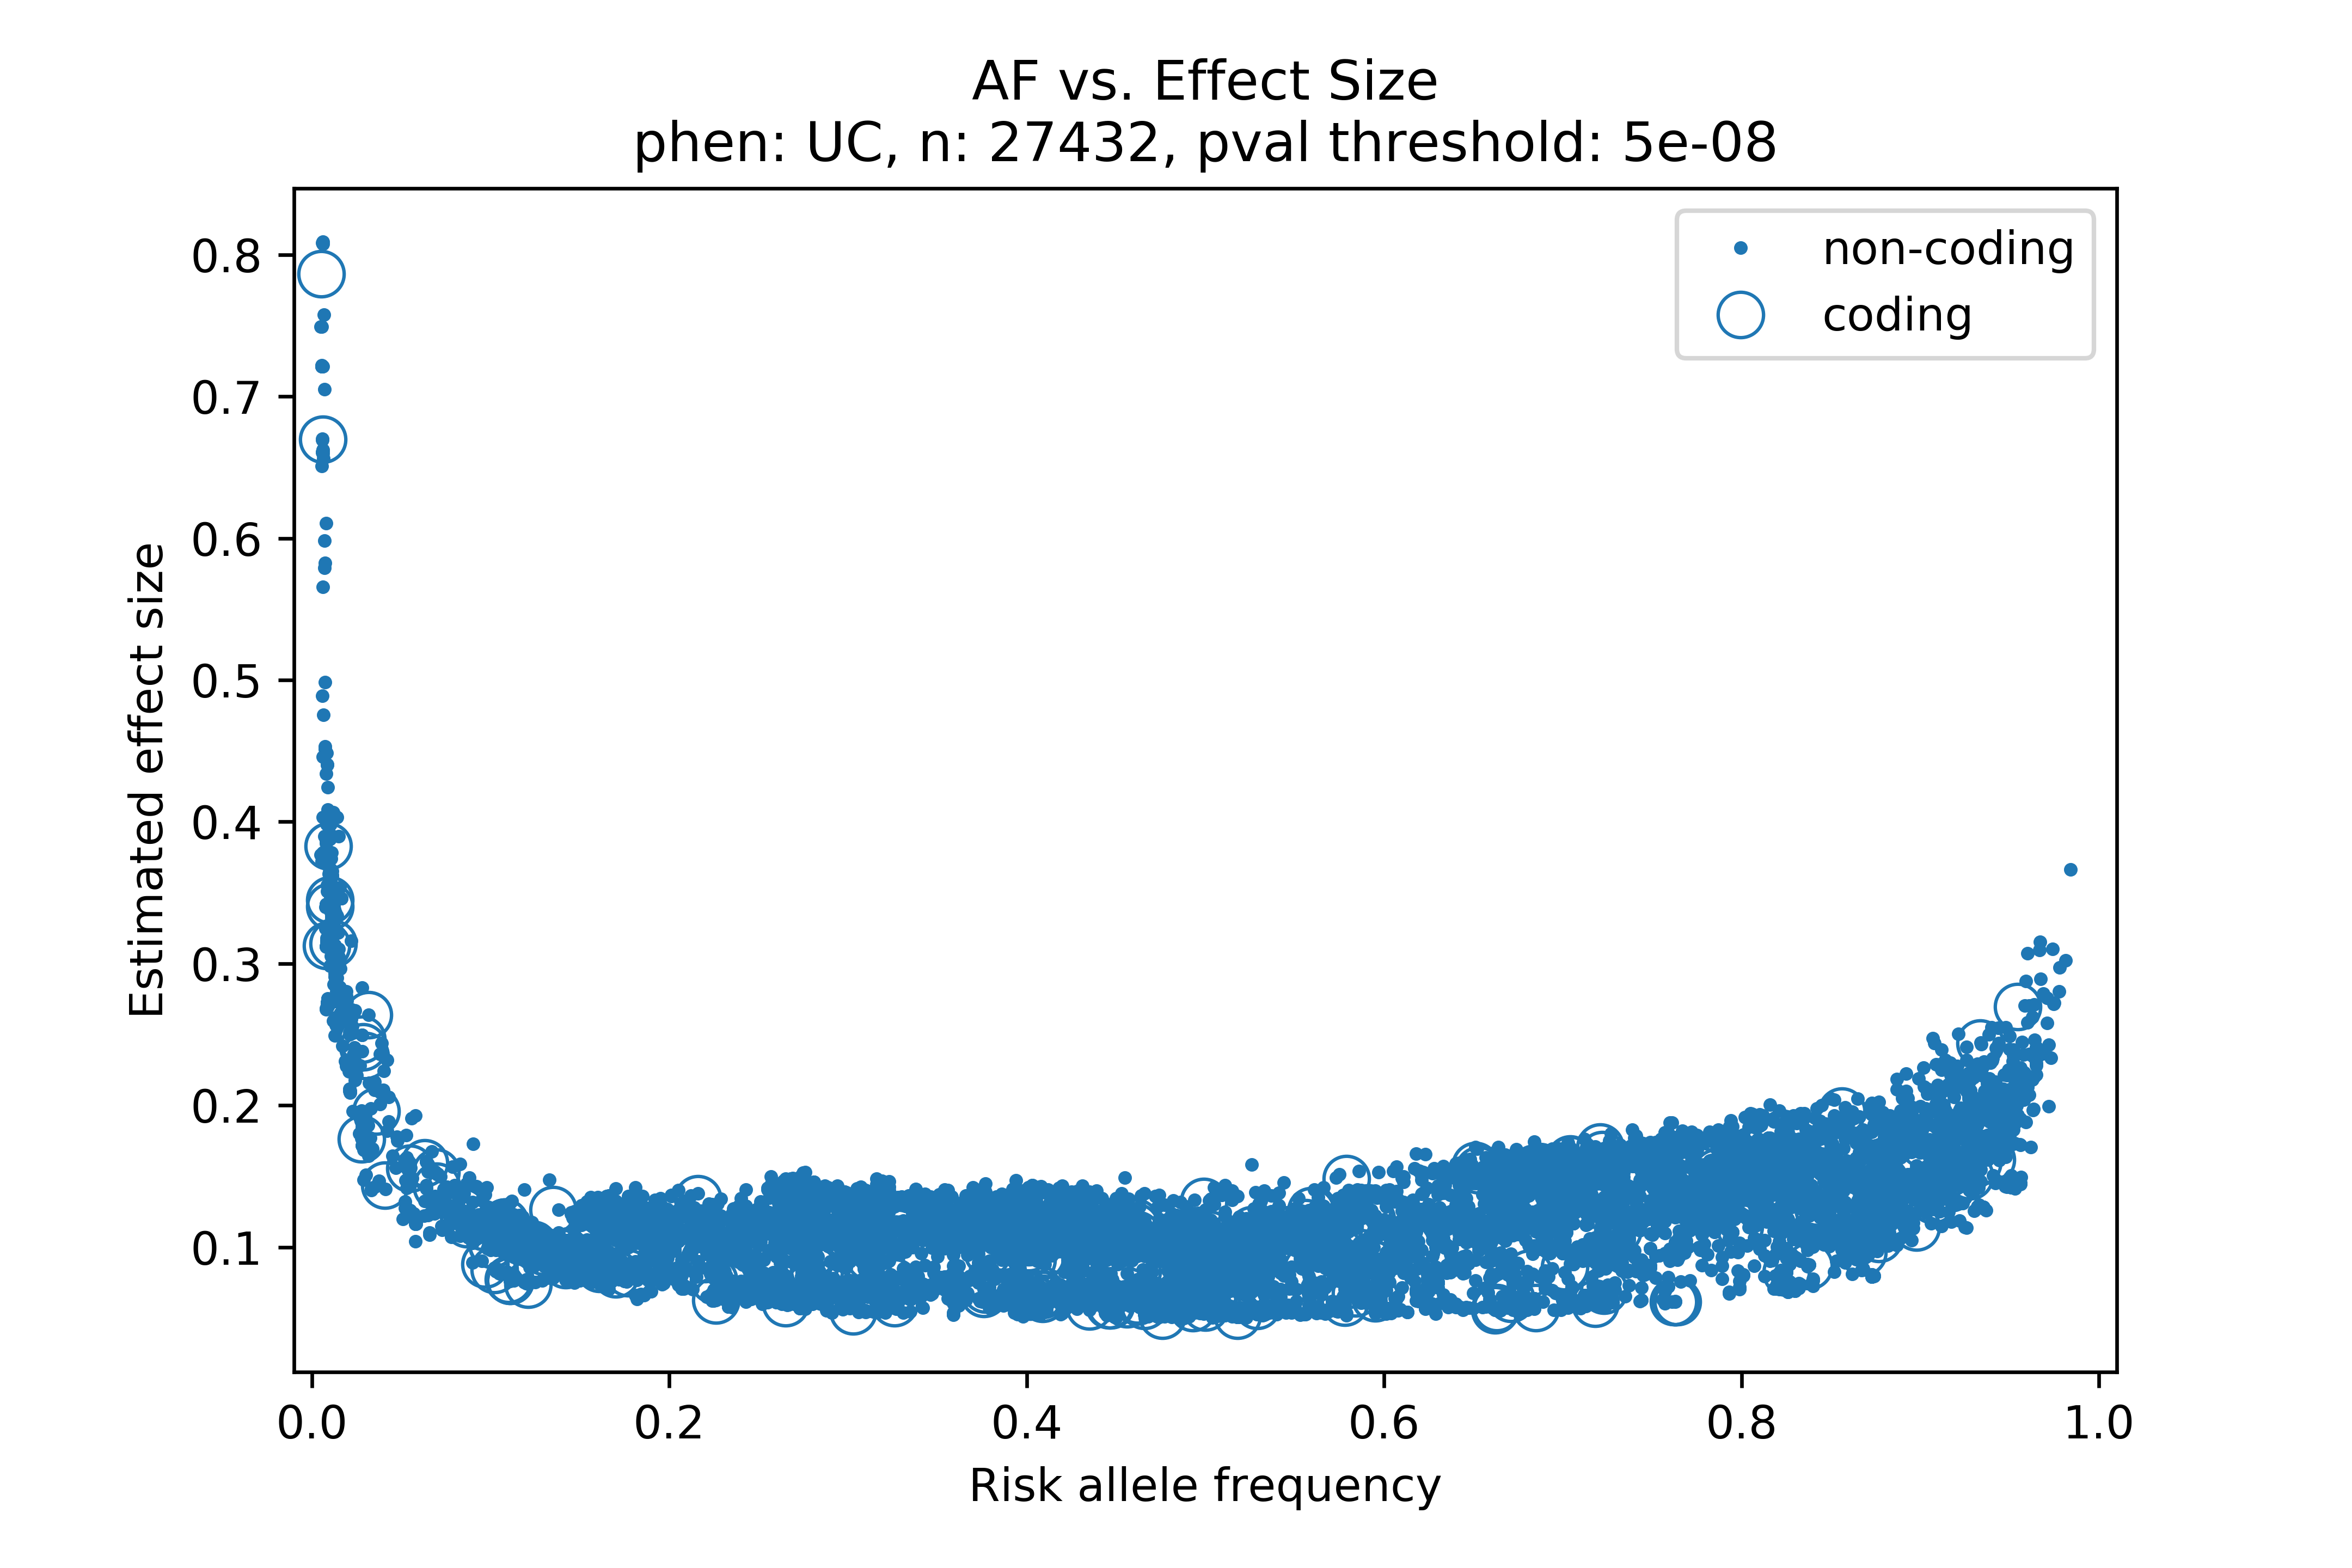 AF vs. Effect Size
phen: UC, n: 27432, pval threshold: 5e-08
non-coding
coding
Estimated effect size
0.8
0.7
0.6
0.5
0.4
0.3
0.2
0.1
0.0 0.2 0.4 0.6 0.8 1.0
Risk allele frequency